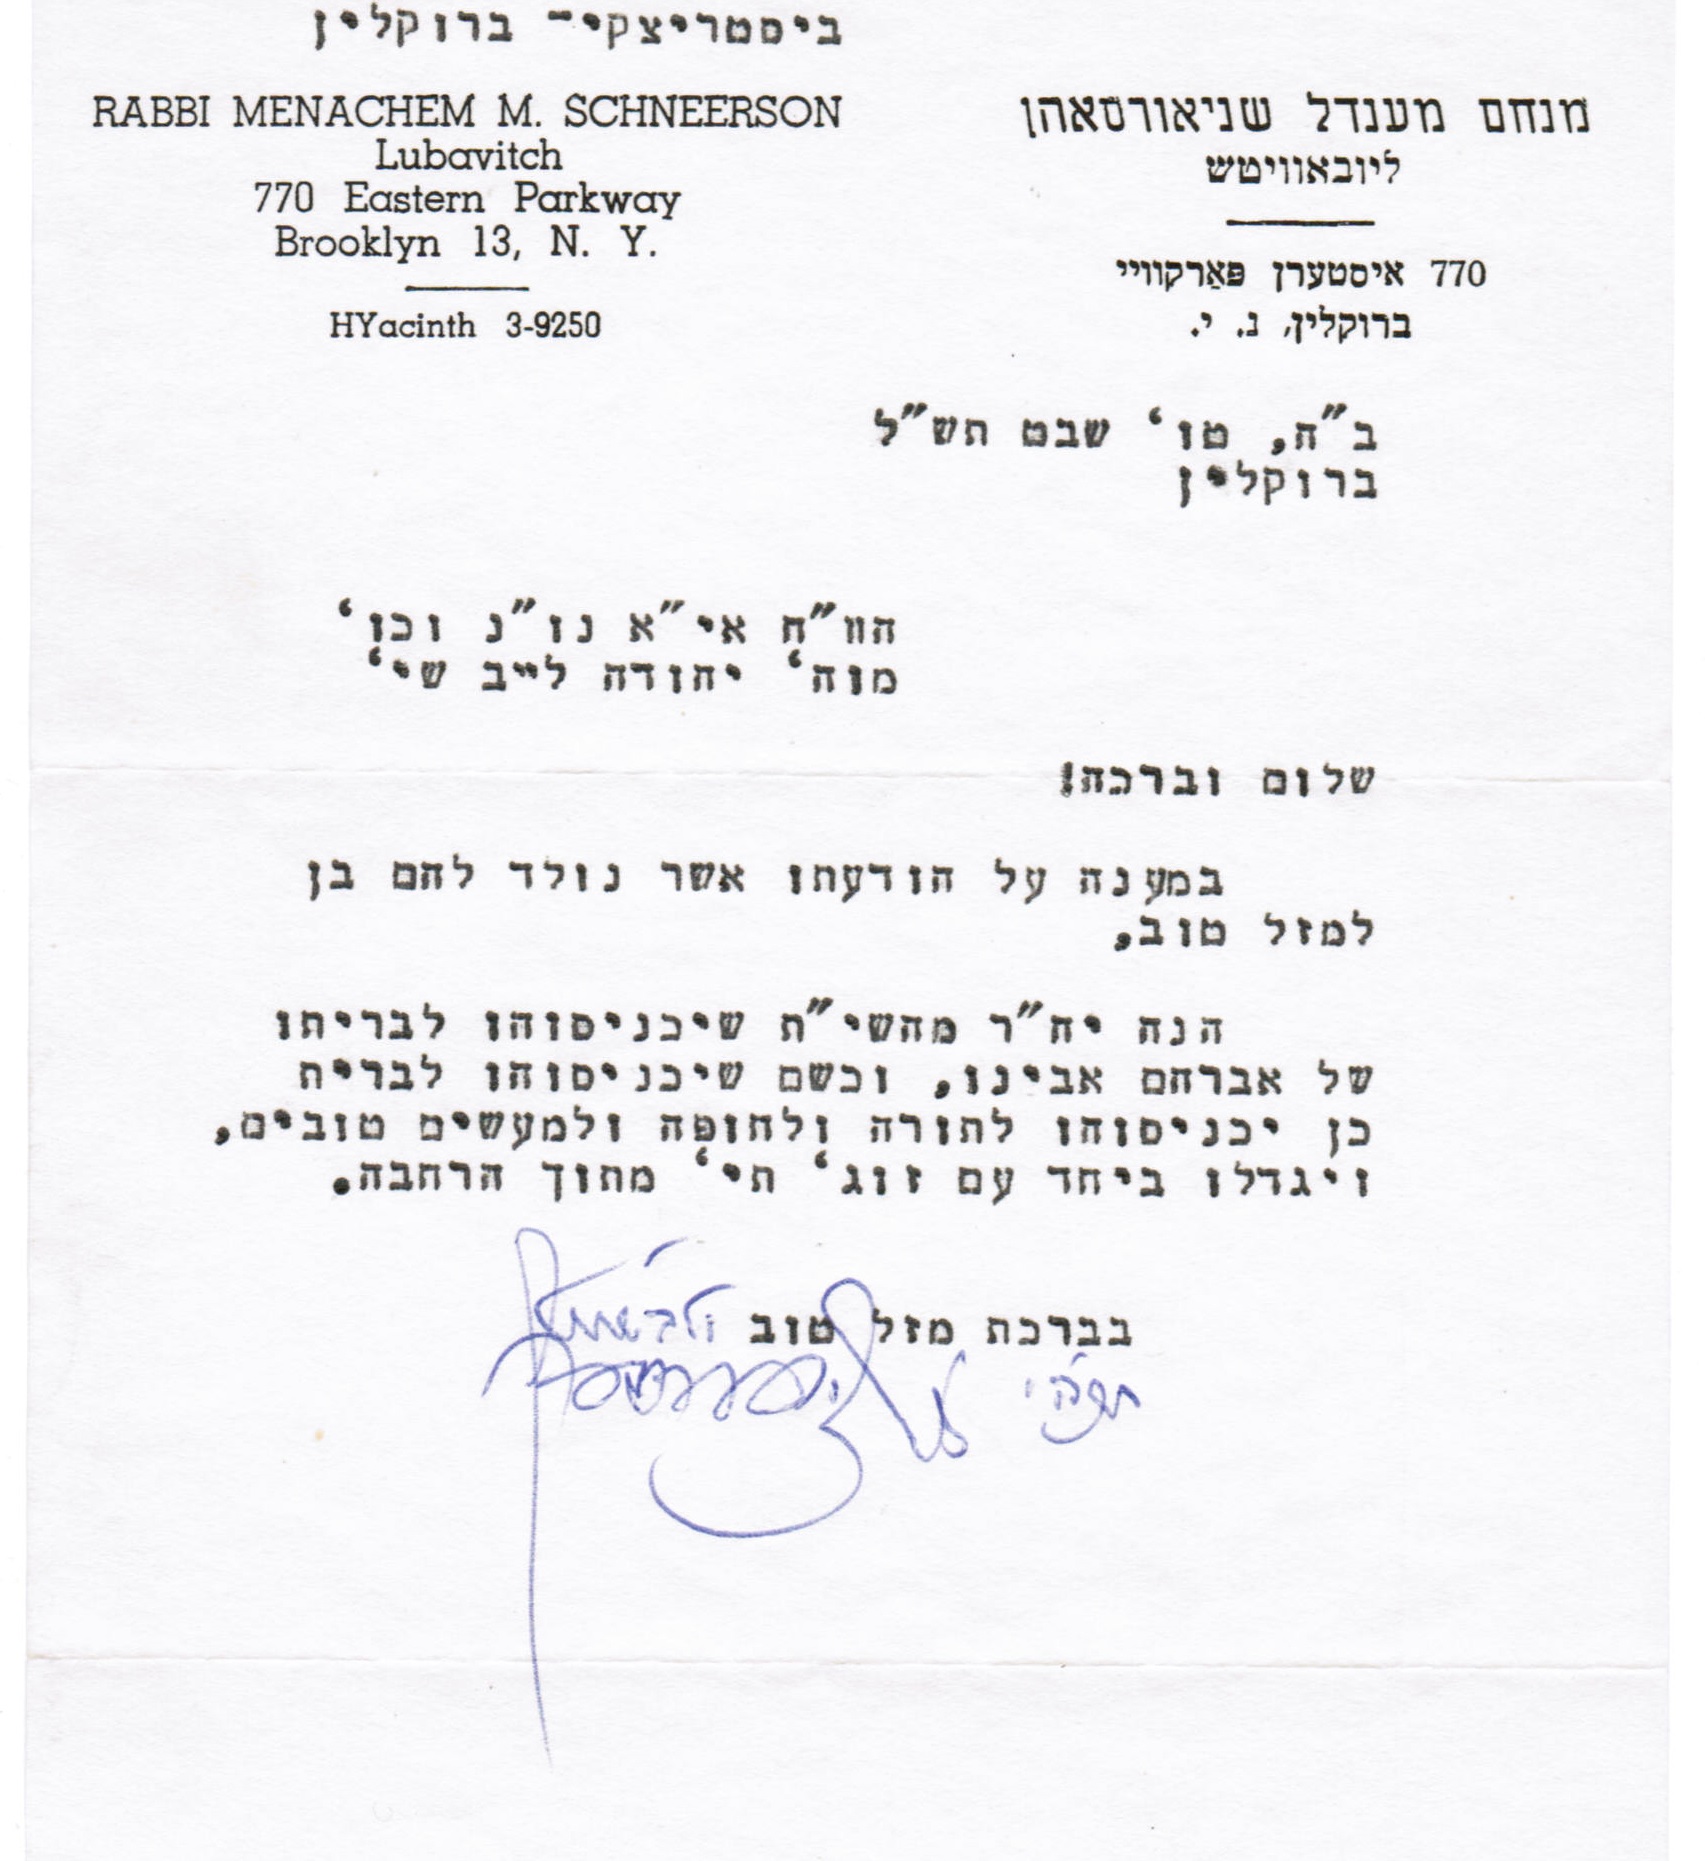 ביסטריצקי- ברוקלין
RABBI MENACHEM M. SCHNEERSON
Lubavitch
770 Eastern Parkway
Brooklyn 13, N. Y.
HYacinth 3-9250
מנחם מענדל שניאורסאהן
ליובאוויטש
770 איסטערן פּאַרקוויי
ברוקלין, נ. י.
ב"ה, טו' שבט תש"ל
ברוקלין
הוו"ח אי"א נו"נ וכו'
מוה' יהודה לייב שי'
שלום וברכה!
במענה על הודעתו אשר נולד להם בן
למזל טוב,
הנה יה"ר מהשי"ת שיכניסוהו לבריתו
של אברהם אבינו, וכשם שיכניסוהו לברית
כן יכניסוהו לתורה ולחופה ולמעשים טובים,
ויגדלו ביחד עם זוג' תי' מתוך הרחבה.
בברכת מזל טוב